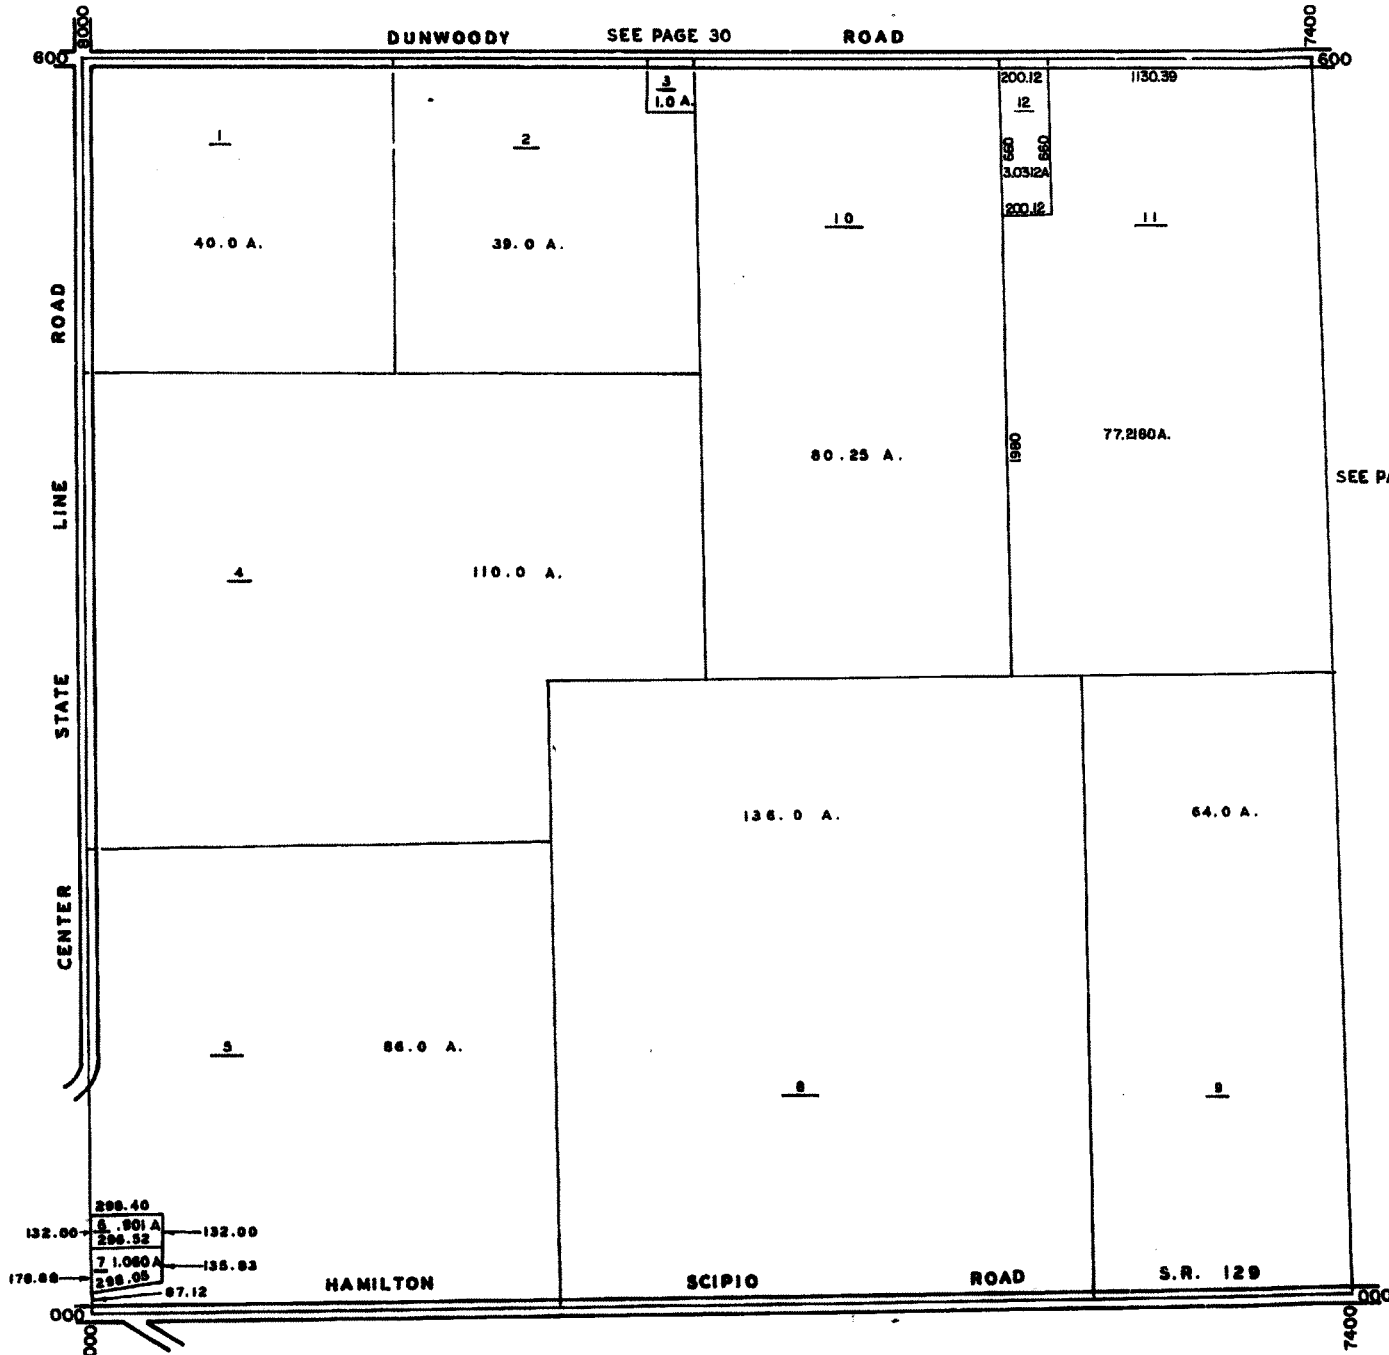 8000
7400
DUNWOODY SEE PAGE 30 ROAD
600
600
3
1.0 A.
200.12
1130.39
12
1
2
660
660
3.0312A
200.12
10
11
40.0 A.
39.0 A.
ROAD
77.2180A.
80.25 A.
1980
SEE PA
LINE
4
110.0 A.
STATE
136.0 A.
64.0 A.
CENTER
5
86.0 A.
8
9
298.40
132.00
6 .901 A
132.00
296.52
7 1.060 A
135.83
298.05
87.12
HAMILTON SCIPIO ROAD S.R. 129
000
000
000
7400